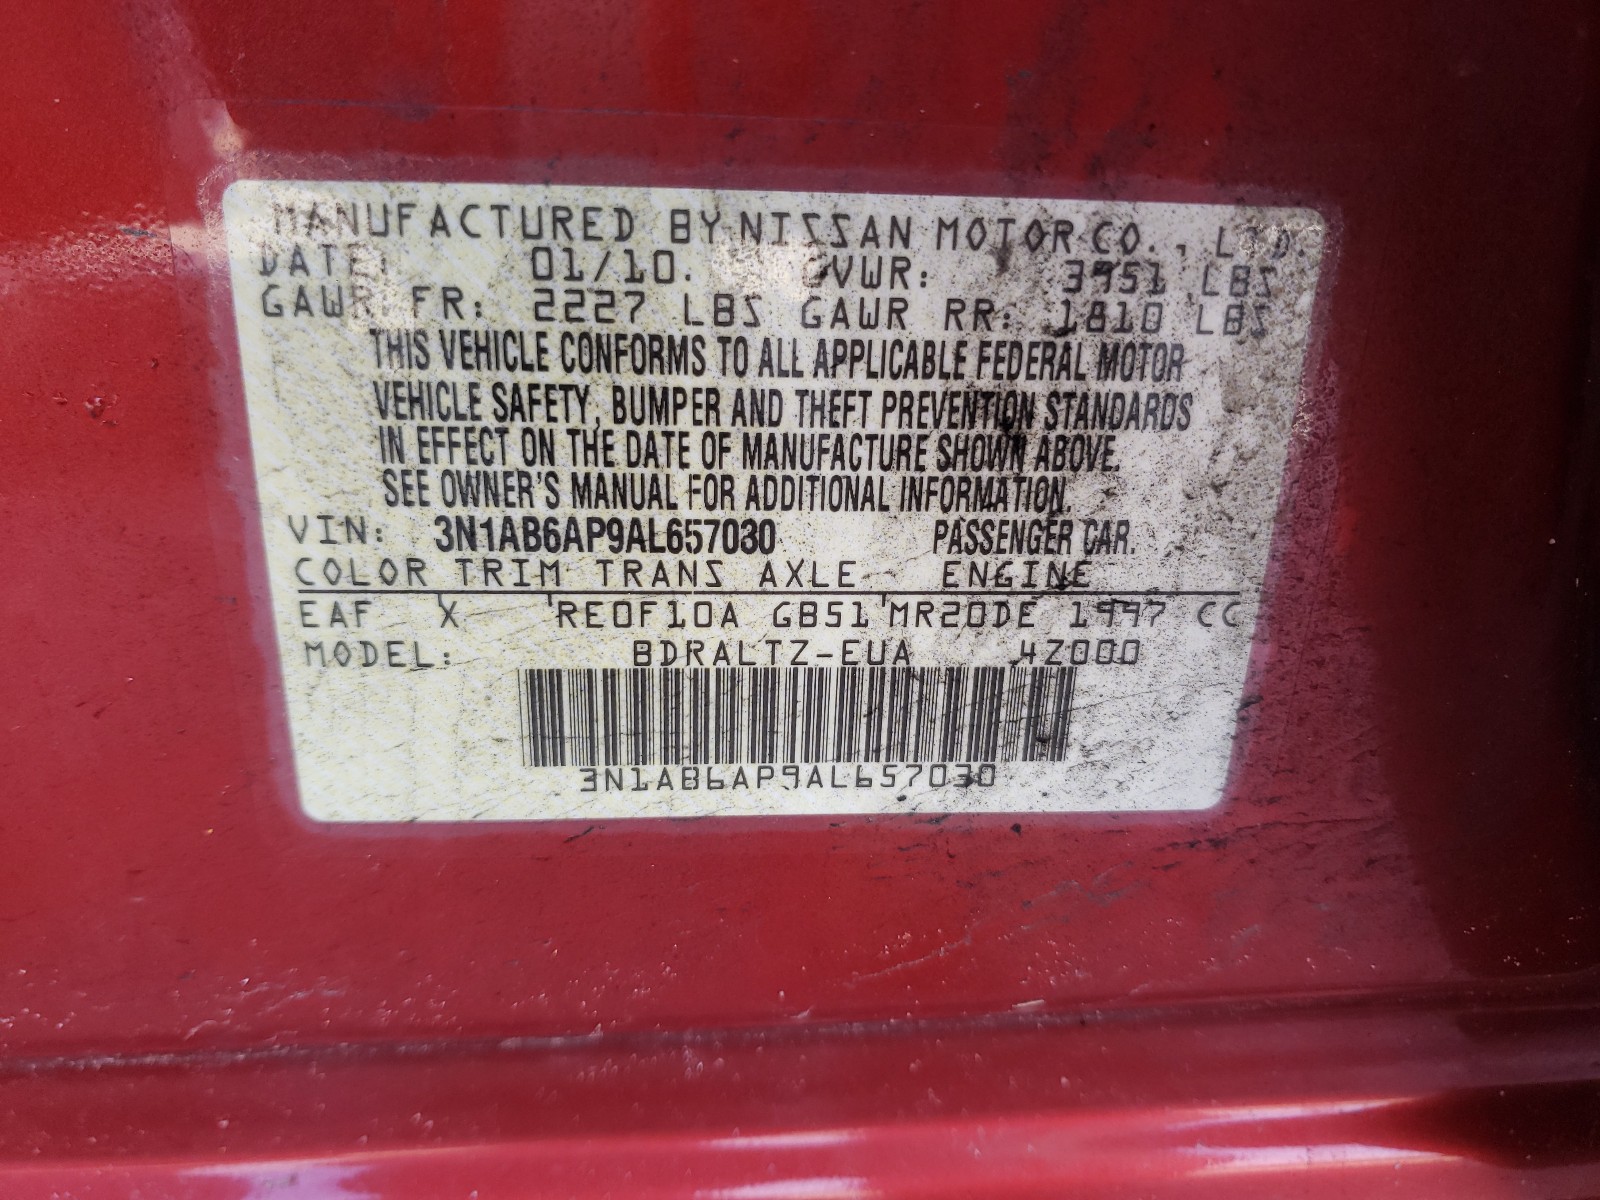 MANUFACTURED BY NISSAN MOTOR CO., LTD.
DATE: 01/10. GVWR: 3951 LBS
GAWR FR: 2227 LBS GAWR RR: 1810 LBS
THIS VEHICLE CONFORMS TO ALL APPLICABLE FEDERAL MOTOR
VEHICLE SAFETY, BUMPER AND THEFT PREVENTION STANDARDS
IN EFFECT ON THE DATE OF MANUFACTURE SHOWN ABOVE.
SEE OWNER'S MANUAL FOR ADDITIONAL INFORMATION.
VIN: 3N1AB6AP9AL657030 PASSENGER CAR.
COLOR TRIM TRANS AXLE ENGINE
EAF X RE0F10A GB51 MR20DE 1997 CC
MODEL: BDRALTZ-EUA 4Z000
3N1AB6AP9AL657030